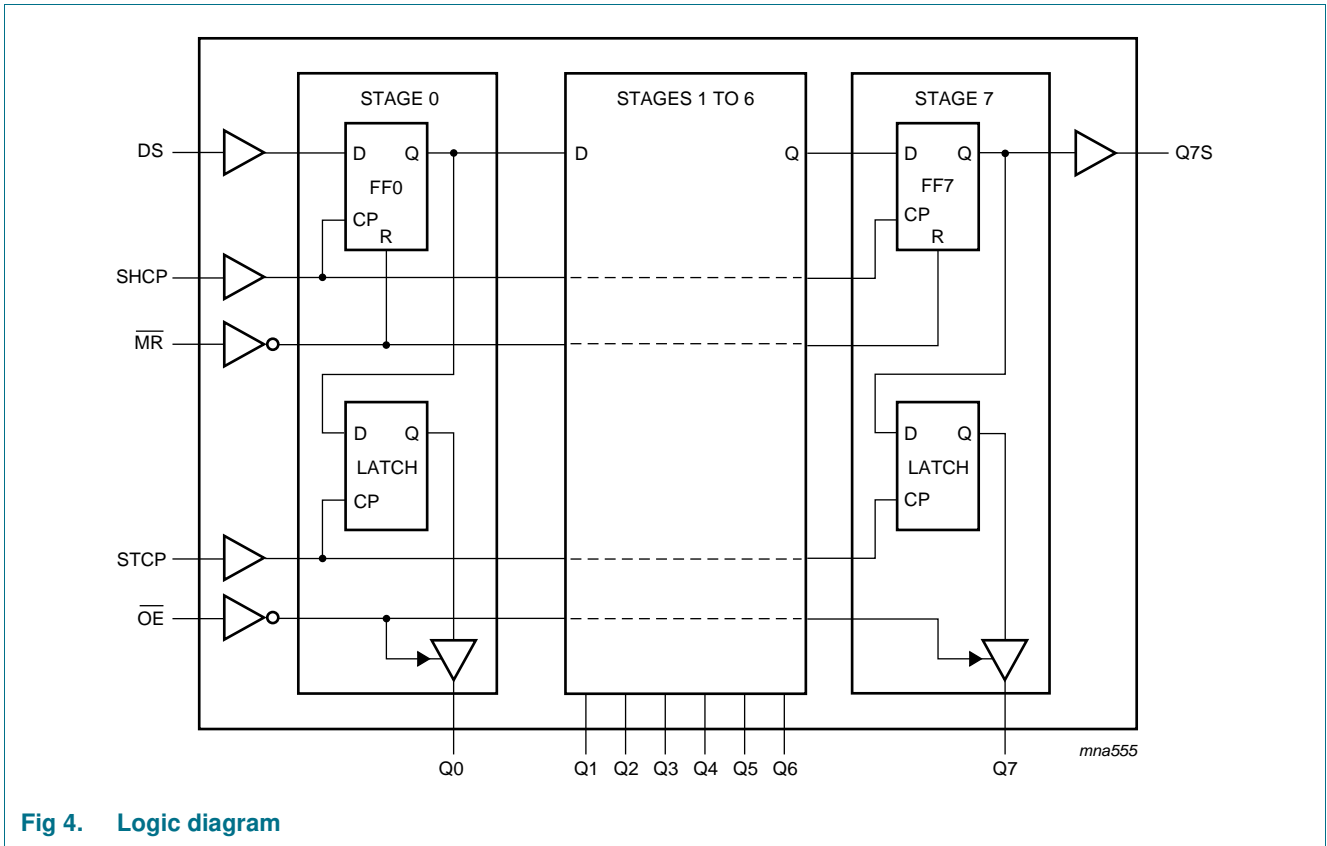 STAGE 0
STAGES 1 TO 6
STAGE 7
DS
D Q
FF0
CP
R
D Q
D Q
FF7
CP
R
Q7S
SHCP
MR
D Q
LATCH
CP
D Q
LATCH
CP
STCP
OE
Q0
Q1 Q2 Q3 Q4 Q5 Q6
Q7
mna555
Fig 4. Logic diagram